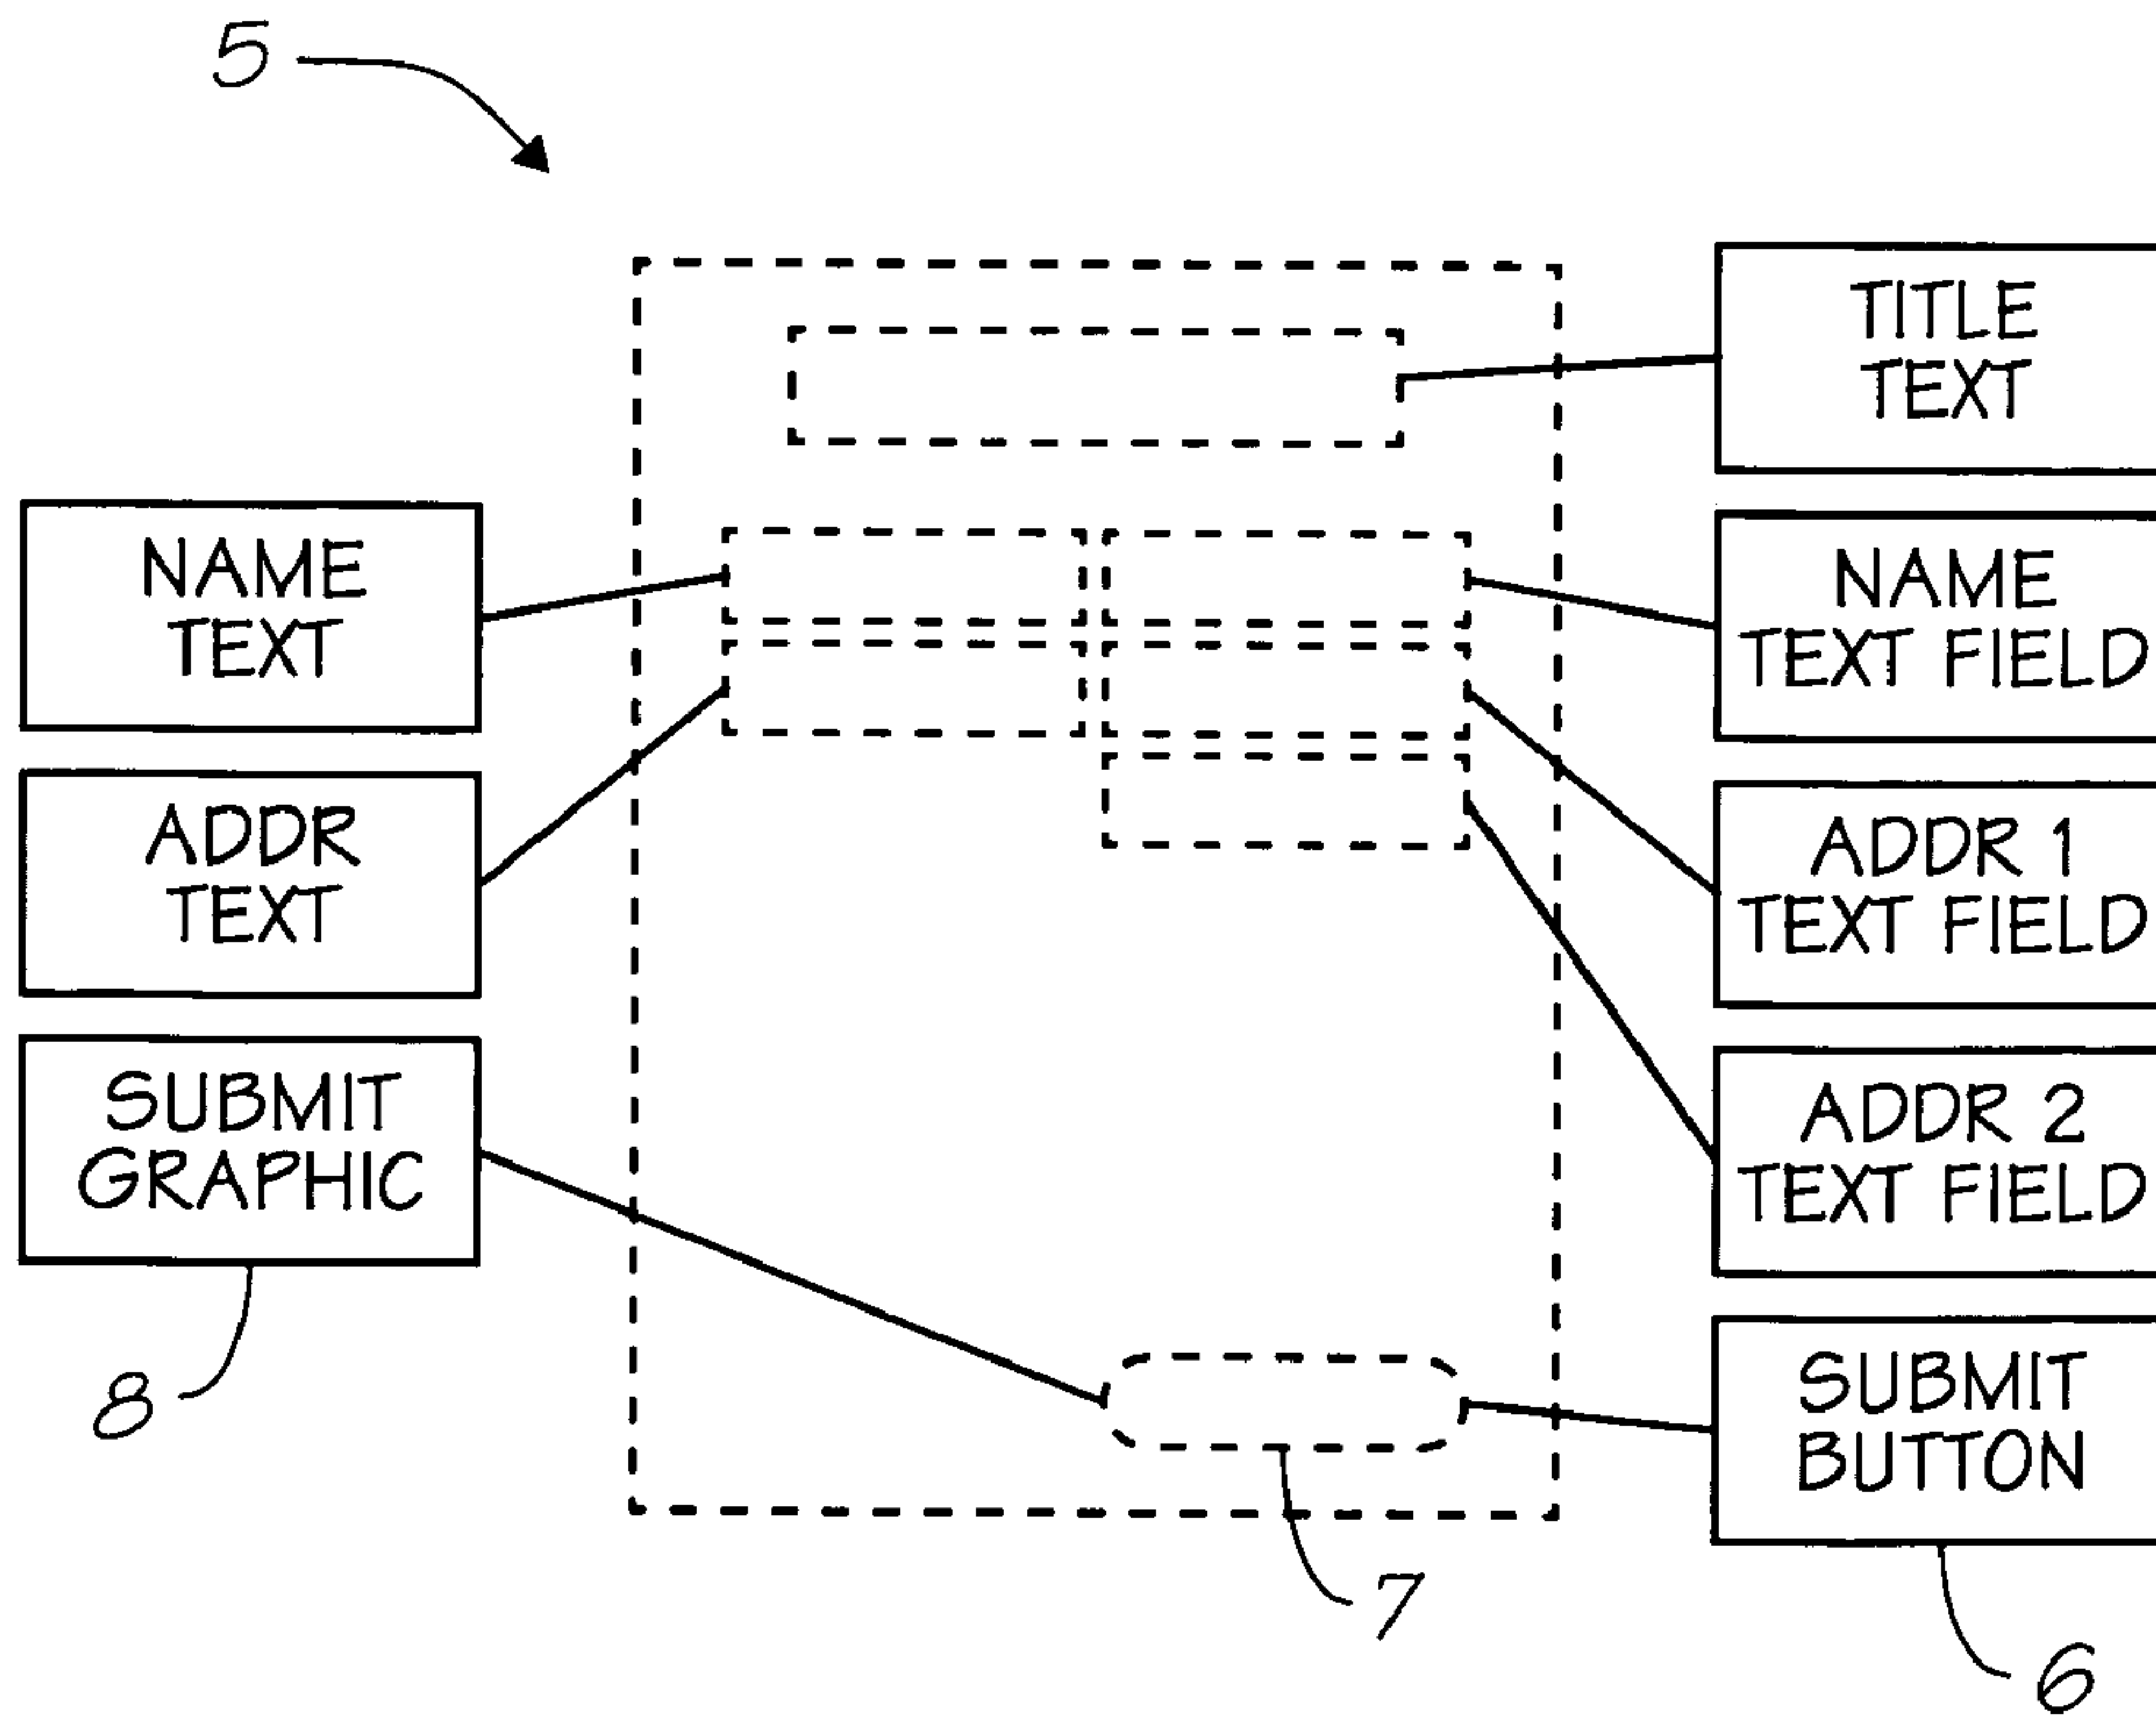 5
TITLE
TEXT
NAME
TEXT
NAME
TEXT FIELD
ADDR
TEXT
ADDR 1
TEXT FIELD
SUBMIT
GRAPHIC
ADDR 2
TEXT FIELD
8
SUBMIT
BUTTON
7
6